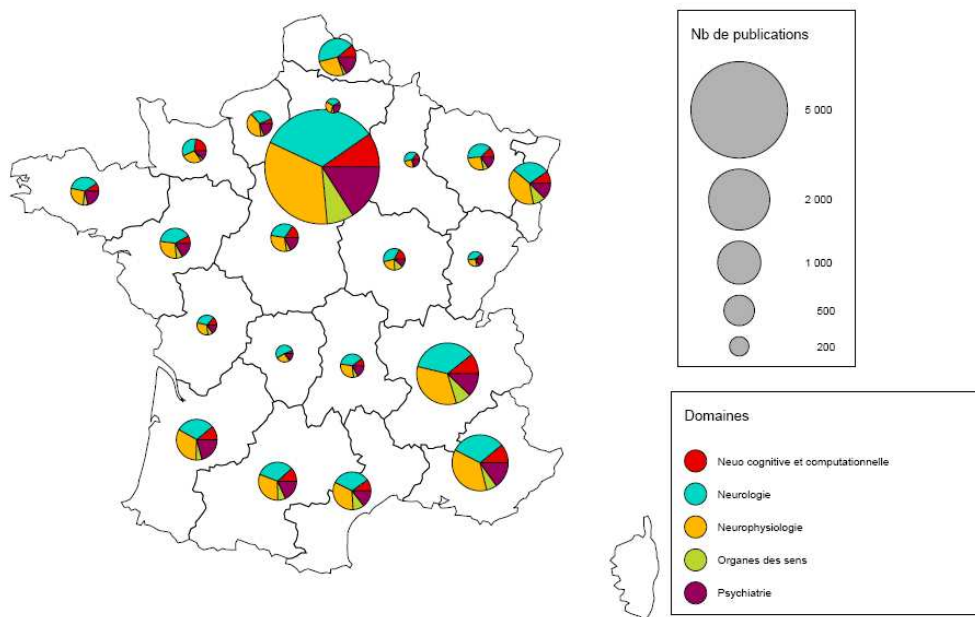 Nb de publications
5 000
2 000
1 000
500
200
Domaines
Neuo cognitive et computationnelle
Neurologie
Neurophysiologie
Organes des sens
Psychiatrie